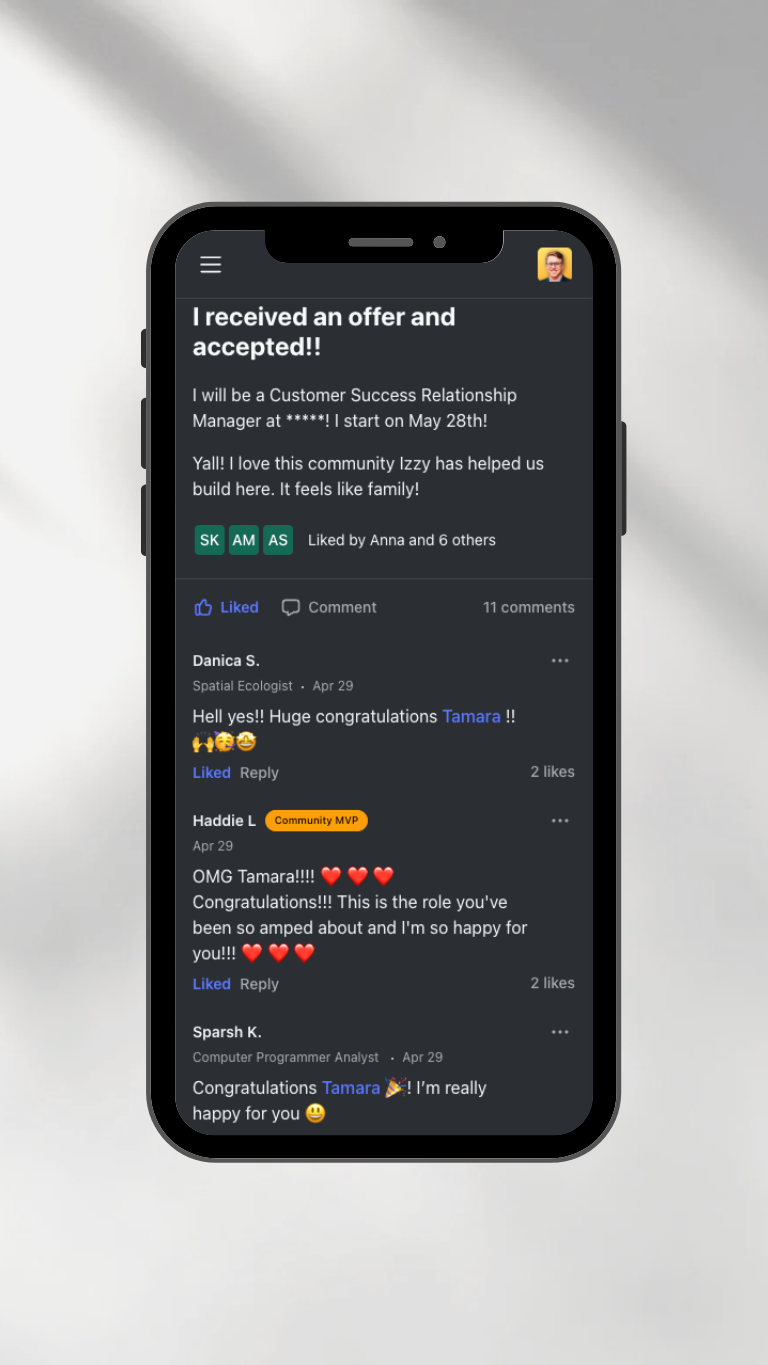 I received an offer and
accepted!!
I will be a Customer Success Relationship
Manager at *****! I start on May 28th!
Yall! I love this community Izzy has helped us
build here. It feels like family!
SK AM AS Liked by Anna and 6 others
Liked Comment 11 comments
Danica S.
Spatial Ecologist • Apr 29
Hell yes!! Huge congratulations Tamara !!
🙌🥳🤩
Liked Reply 2 likes
Haddie L Community MVP
Apr 29
OMG Tamara!!!! ❤️ ❤️ ❤️
Congratulations!!! This is the role you've
been so amped about and I'm so happy for
you!!! ❤️ ❤️ ❤️
Liked Reply 2 likes
Sparsh K.
Computer Programmer Analyst • Apr 29
Congratulations Tamara 🎉! I’m really
happy for you 😃